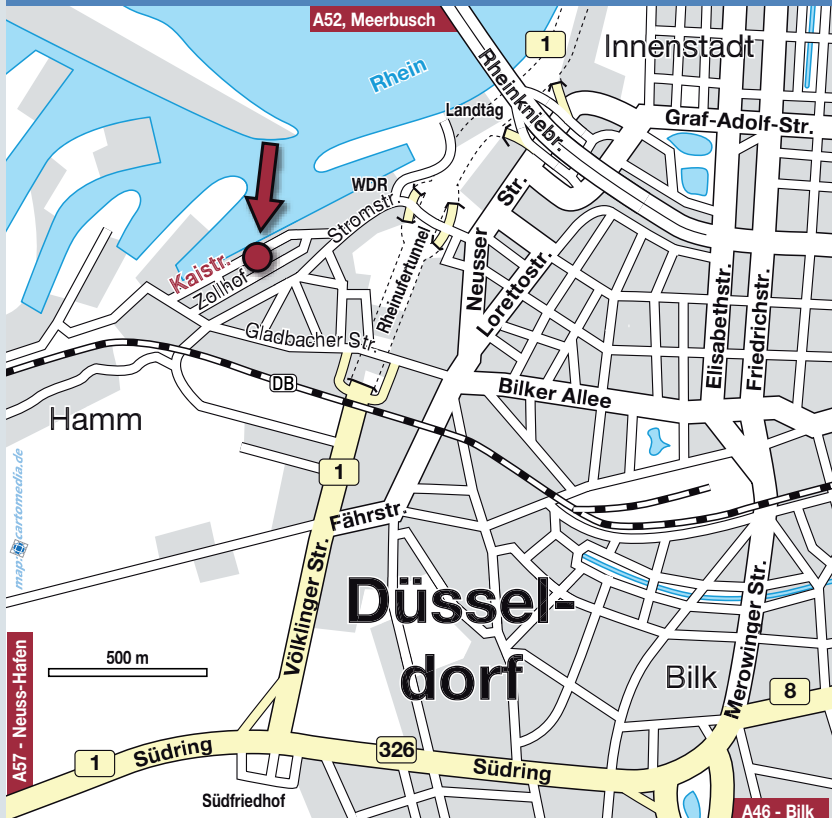 A52, Meerbusch
1
Innenstadt
Rhein
Rheinkniebr.
Landtag
Graf-Adolf-Str.
WDR
Str.
Stromstr.
Kaistr.
Zollhof
Rheinufertunnel
Neusser
Lorettostr.
Elisabethstr.
Friedrichstr.
Gladbacher Str.
DB
Bilker Allee
Hamm
map:cartomedia.de
1
Fährstr.
Völklinger Str.
Düssel-
dorf
Merowinger Str.
A57 - Neuss-Hafen
500 m
Bilk
8
1
Südring
326
Südring
Südfriedhof
A46 - Bilk